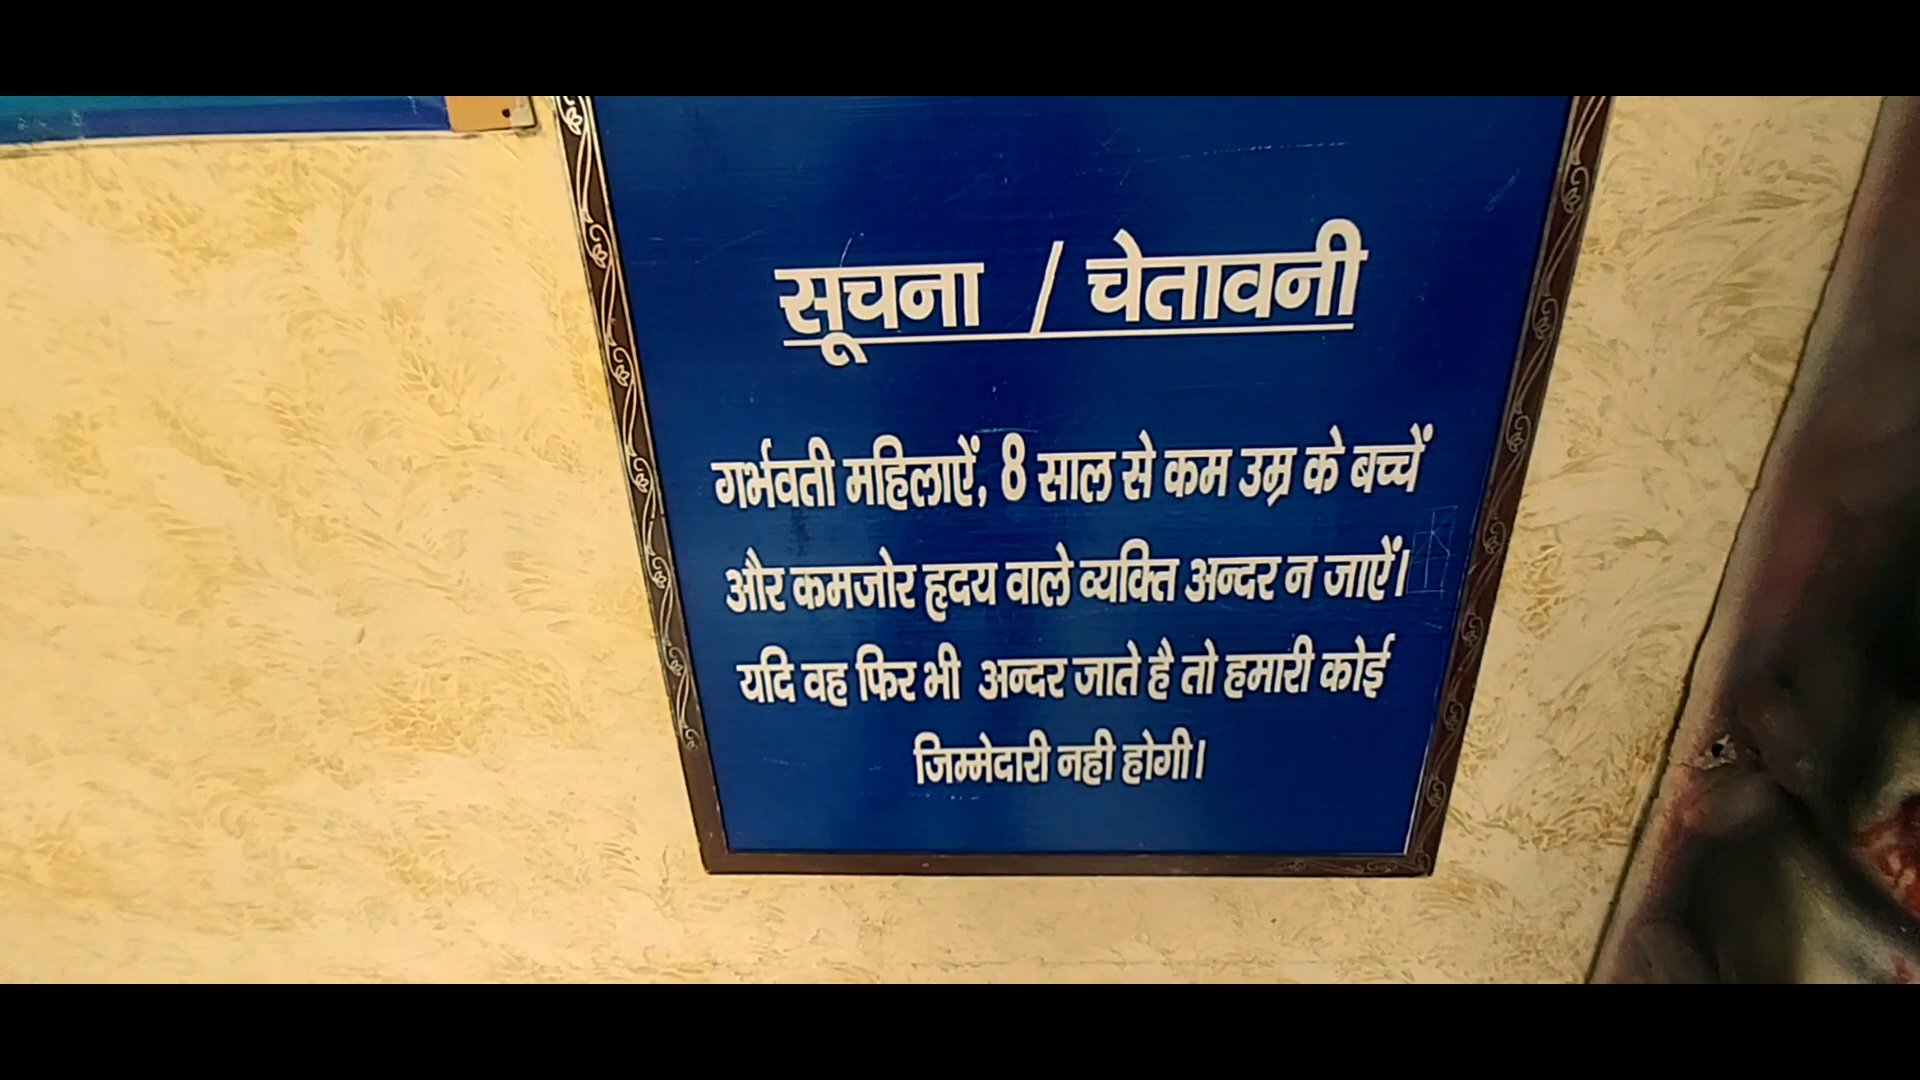 सूचना / चेतावनी
गर्भवती महिलाऐं, 8 साल से कम उम्र के बच्चें
और कमजोर हृदय वाले व्यक्ति अन्दर न जाऐं।
यदि वह फिर भी अन्दर जाते है तो हमारी कोई
जिम्मेदारी नही होगी।